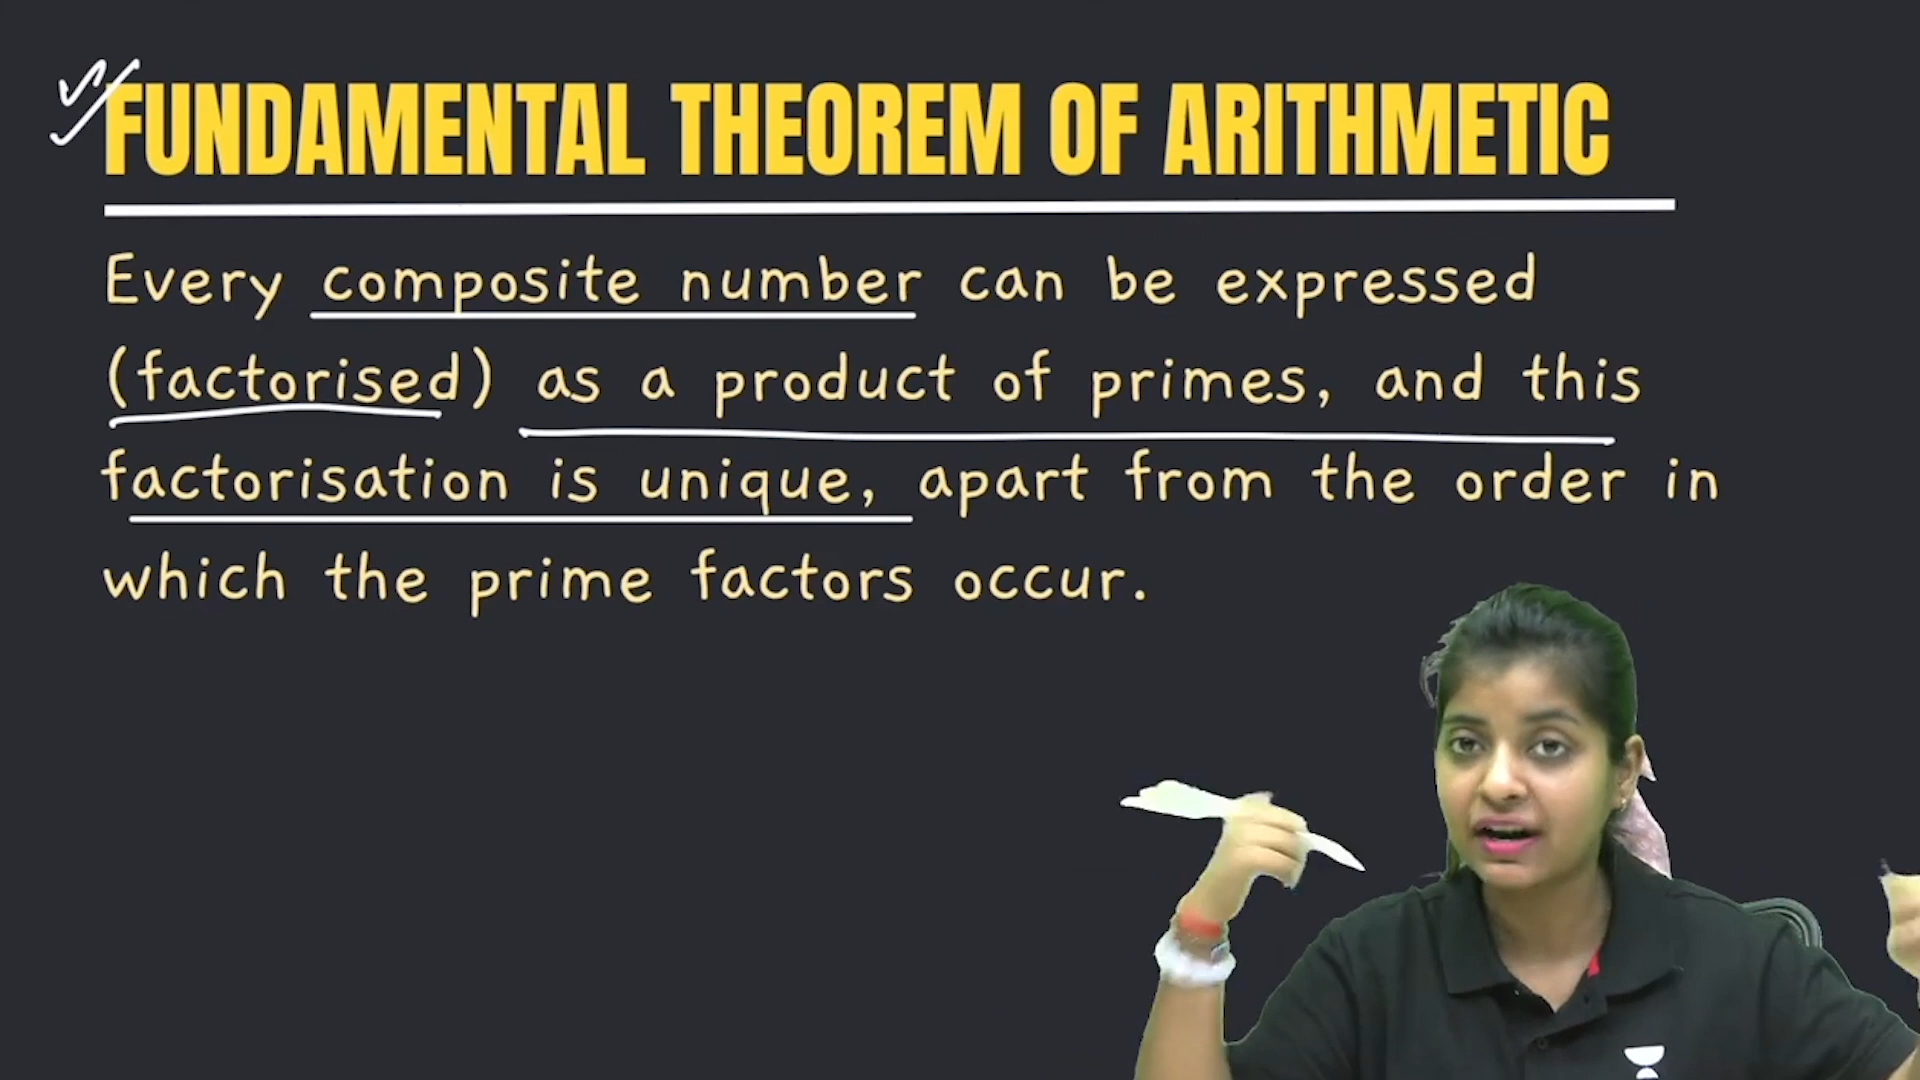 FUNDAMENTAL THEOREM OF ARITHMETIC
Every composite number can be expressed
(factorised) as a product of primes, and this
factorisation is unique, apart from the order in
which the prime factors occur.